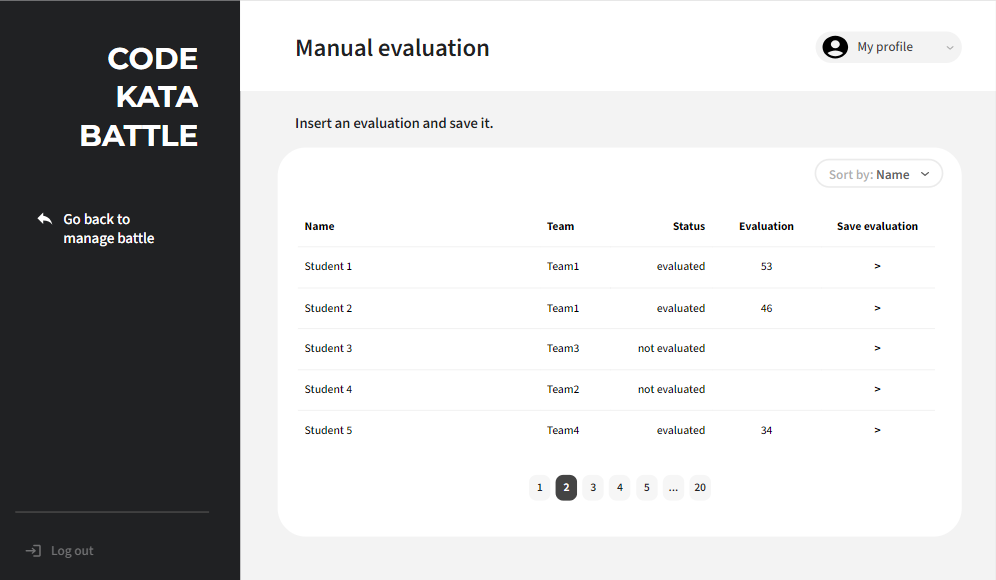 CODE
KATA
BATTLE
Go back to
manage battle
Log out
Manual evaluation
My profile
Insert an evaluation and save it.
Sort by: Name
Name Team Status Evaluation Save evaluation
Student 1 Team1 evaluated 53 >
Student 2 Team1 evaluated 46 >
Student 3 Team3 not evaluated >
Student 4 Team2 not evaluated >
Student 5 Team4 evaluated 34 >
1 2 3 4 5 ... 20